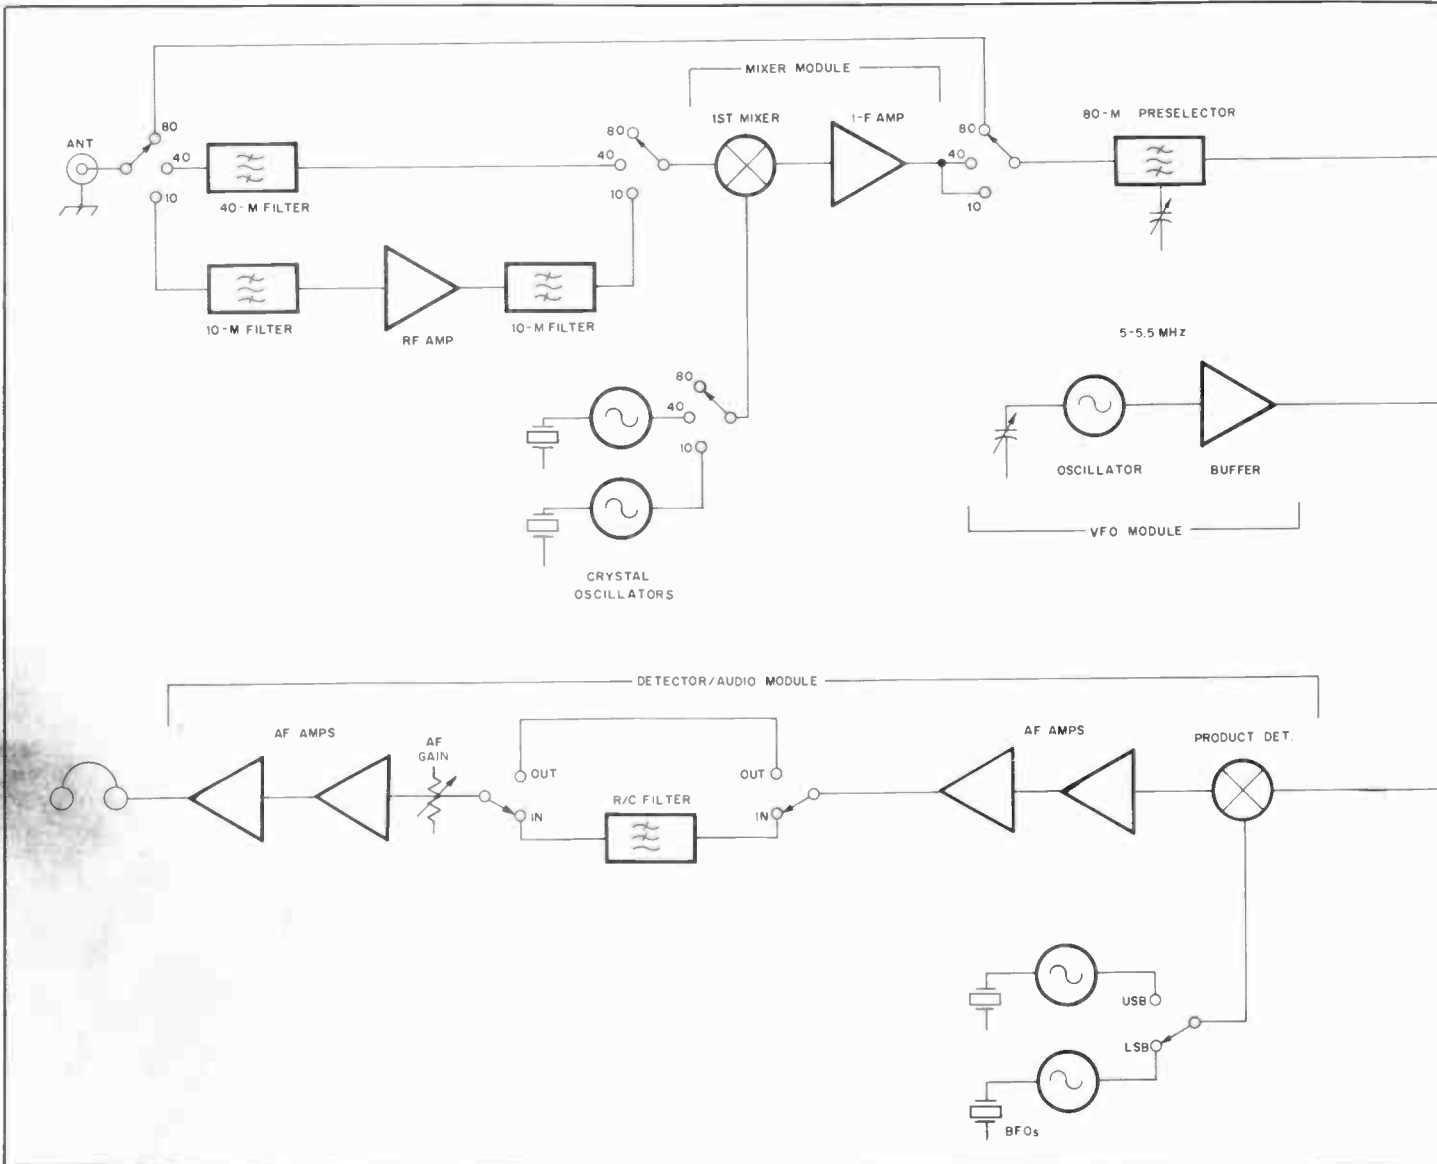 MIXER MODULE
ANT
80
40
10
40-M FILTER
80
40
10
1ST MIXER
I-F AMP
80
40
10
80-M PRESELECTOR
10-M FILTER
RF AMP
10-M FILTER
5-5.5 MHz
80
40
10
OSCILLATOR
BUFFER
VFO MODULE
CRYSTAL
OSCILLATORS
DETECTOR/AUDIO MODULE
AF AMPS
AF
GAIN
OUT
IN
R/C FILTER
OUT
IN
AF AMPS
PRODUCT DET.
USB
LSB
BFOs